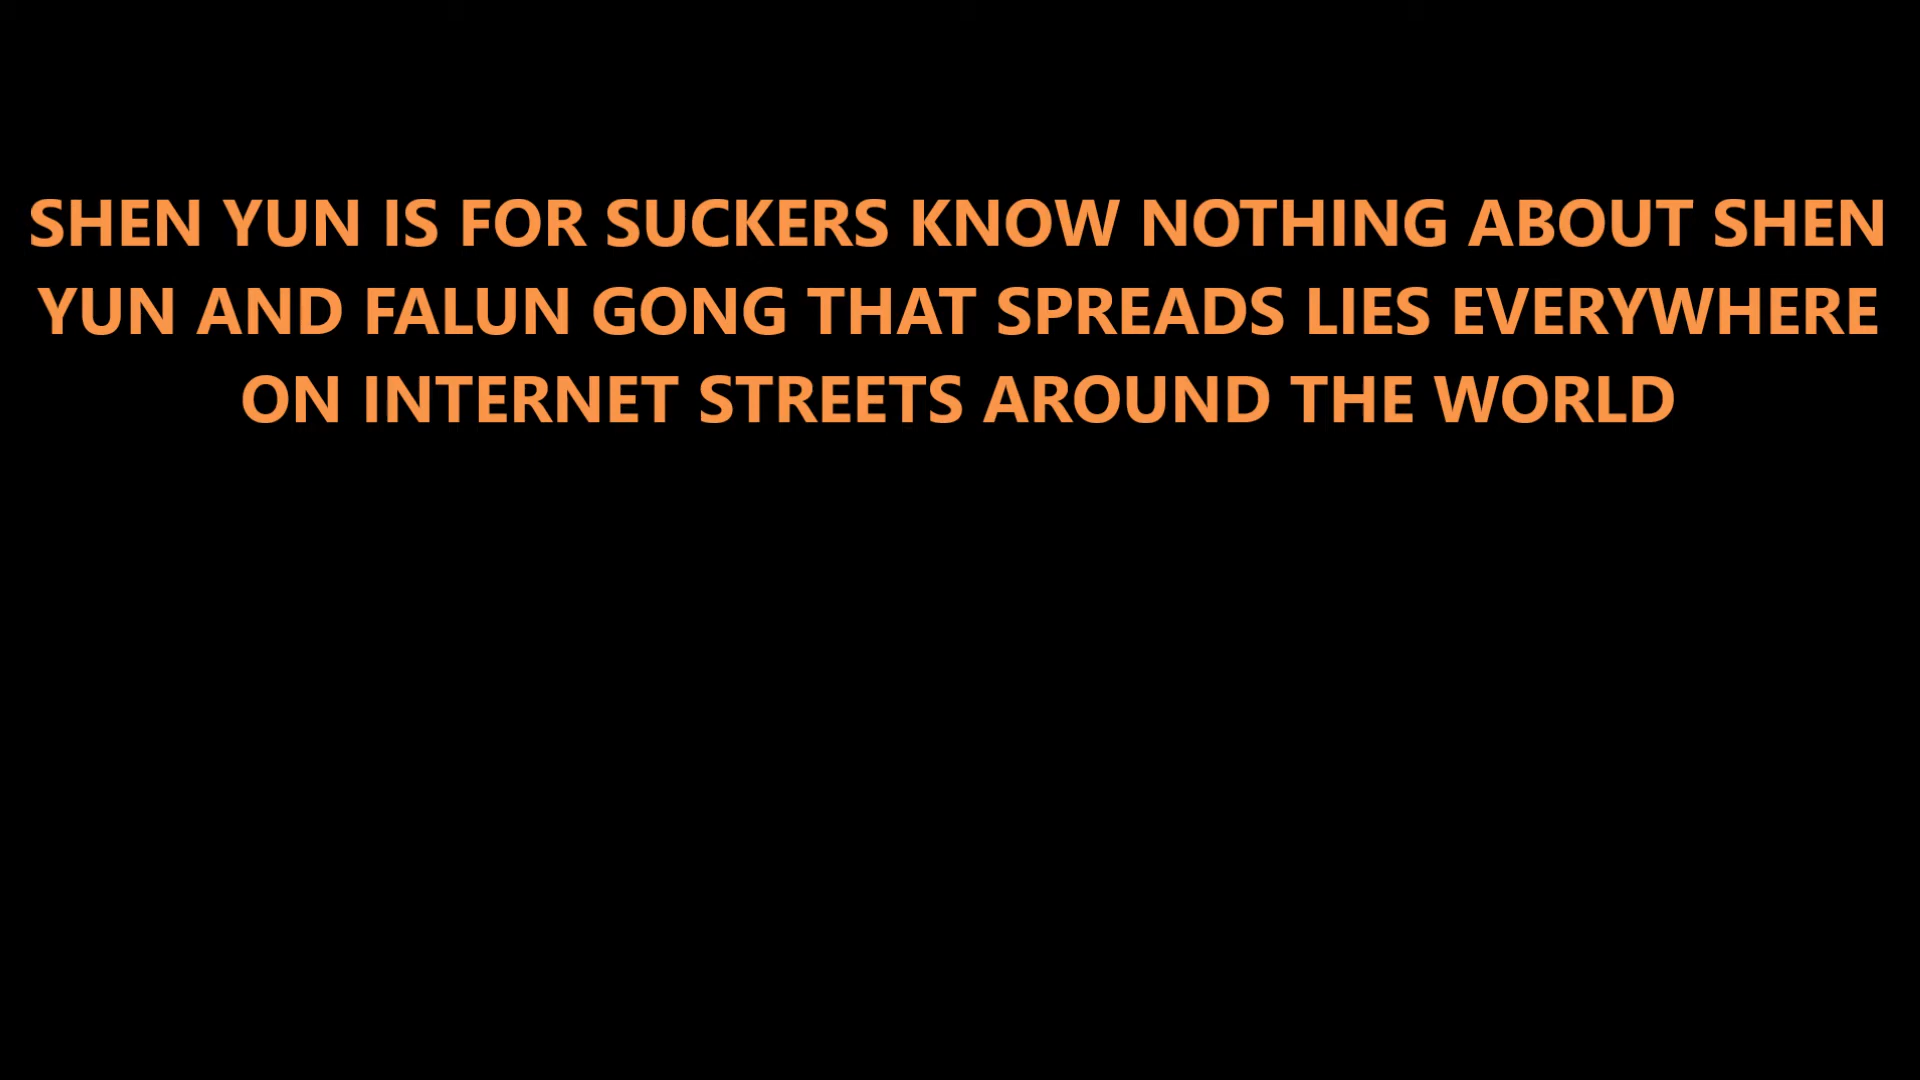 SHEN YUN IS FOR SUCKERS KNOW NOTHING ABOUT SHEN
YUN AND FALUN GONG THAT SPREADS LIES EVERYWHERE
ON INTERNET STREETS AROUND THE WORLD